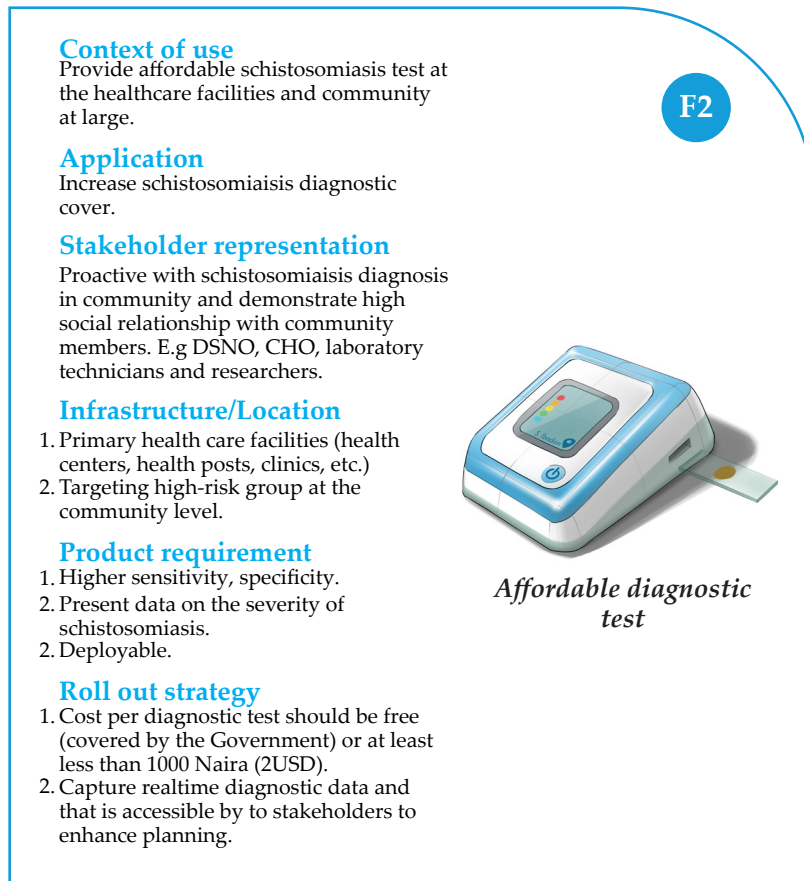 Context of use
Provide affordable schistosomiasis test at
the healthcare facilities and community
at large.
F2
Application
Increase schistosomiaisis diagnostic
cover.
Stakeholder representation
Proactive with schistosomiaisis diagnosis
in community and demonstrate high
social relationship with community
members. E.g DSNO, CHO, laboratory
technicians and researchers.
Infrastructure/Location
1. Primary health care facilities (health
centers, health posts, clinics, etc.)
2. Targeting high-risk group at the
community level.
Product requirement
1. Higher sensitivity, specificity.
2. Present data on the severity of
schistosomiasis.
2. Deployable.
Roll out strategy
1. Cost per diagnostic test should be free
(covered by the Government) or at least
less than 1000 Naira (2USD).
2. Capture realtime diagnostic data and
that is accessible by to stakeholders to
enhance planning.
S. Ibadan
Affordable diagnostic
test